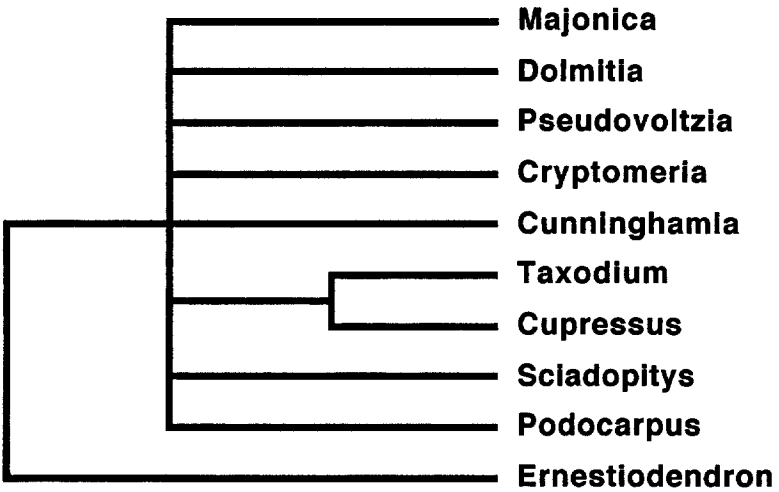 Majonica
Dolmitia
Pseudovoltzia
Cryptomeria
Cunninghamia
Taxodium
Cupressus
Sciadopitys
Podocarpus
Ernestiodendron